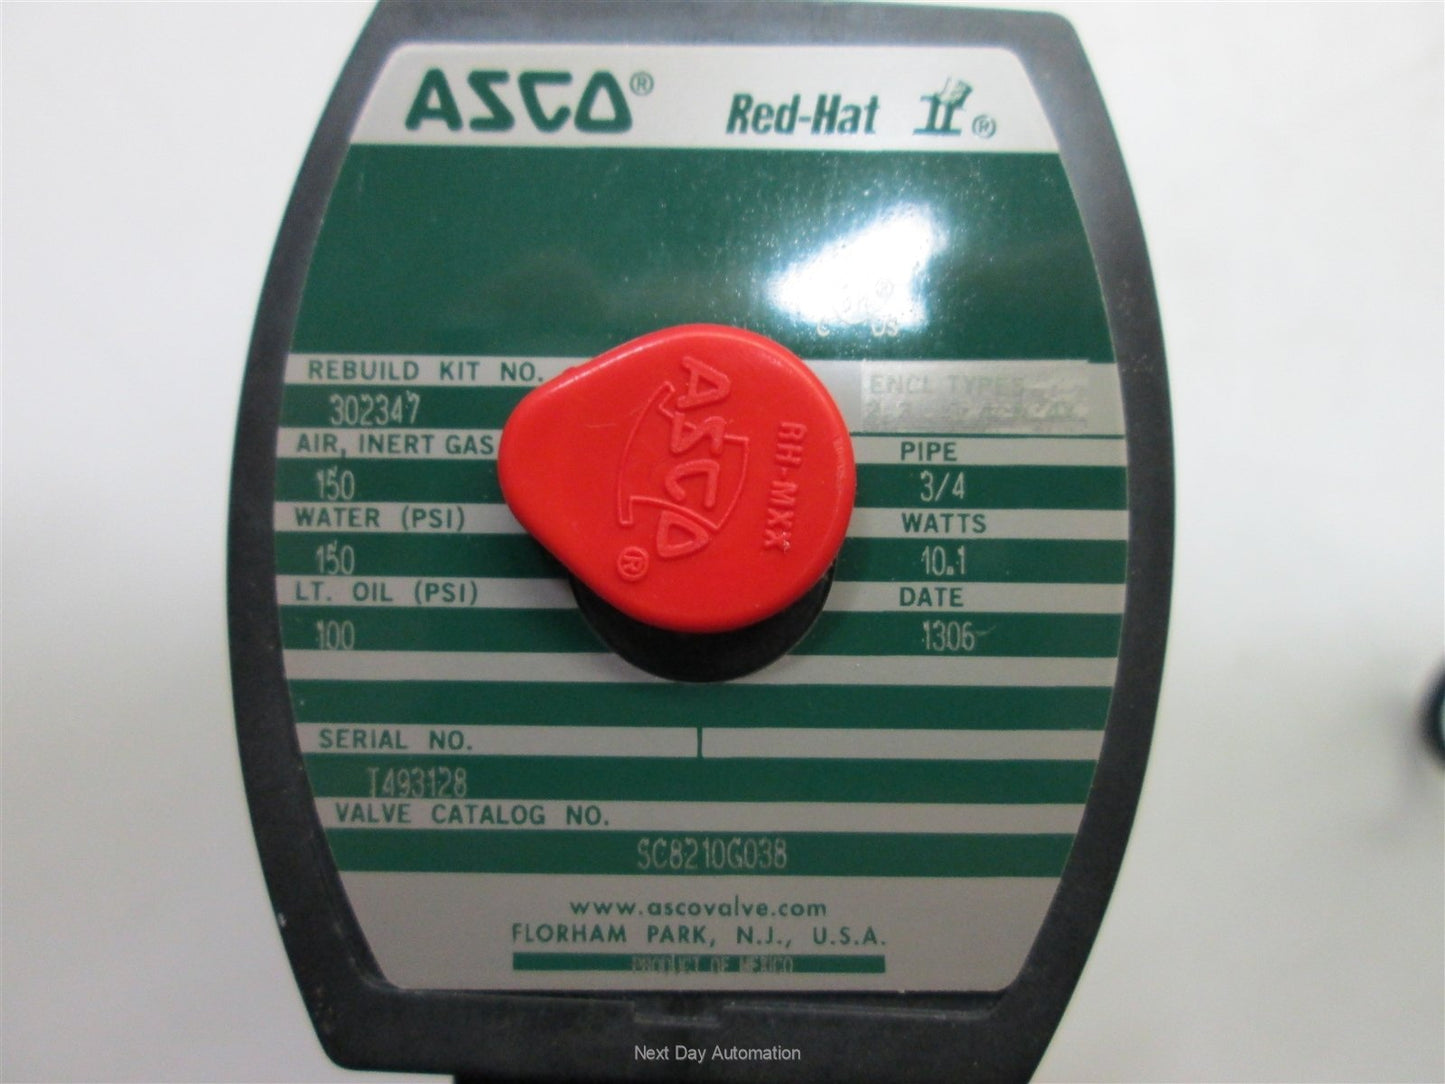 ASCO®
Red-Hat II®
C US
REBUILD KIT NO.
302347
ENCL TYPES
AIR, INERT GAS
150
PIPE
3/4
WATER (PSI)
150
WATTS
10.1
LT. OIL (PSI)
100
DATE
1306
ASCO®
RH-MXX
SERIAL NO.
T493128
VALVE CATALOG NO.
SC8210G038
www.ascovalve.com
FLORHAM PARK, N.J., U.S.A.
PRODUCT OF MEXICO
Next Day Automation